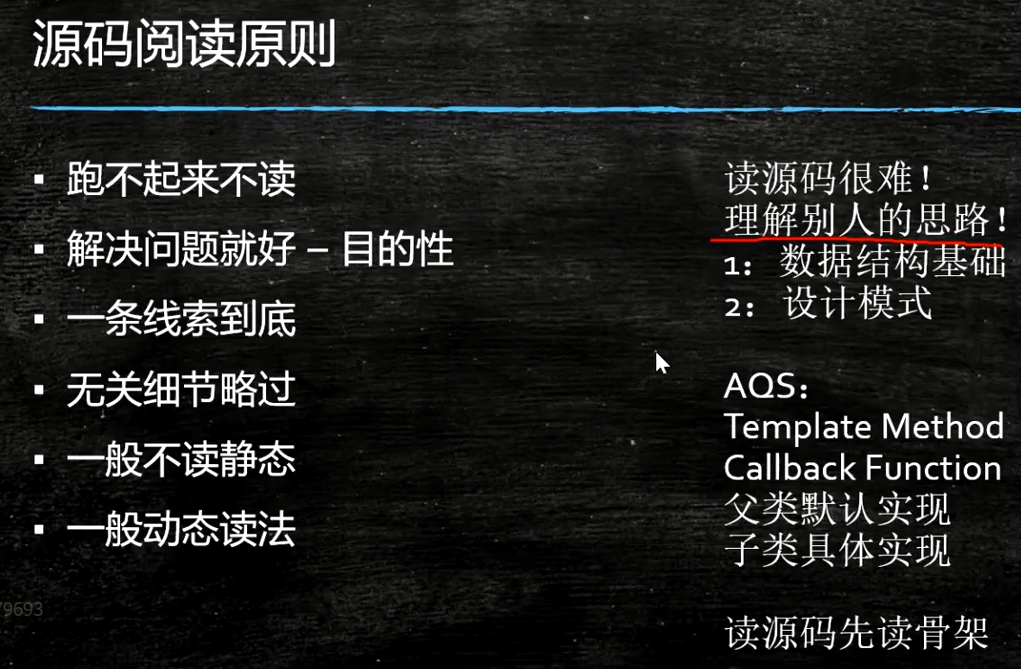 源码阅读原则
▪ 跑不起来不读
▪ 解决问题就好 – 目的性
▪ 一条线索到底
▪ 无关细节略过
▪ 一般不读静态
▪ 一般动态读法
读源码很难！
理解别人的思路！
1：数据结构基础
2：设计模式
AQS：
Template Method
Callback Function
父类默认实现
子类具体实现
读源码先读骨架
79693